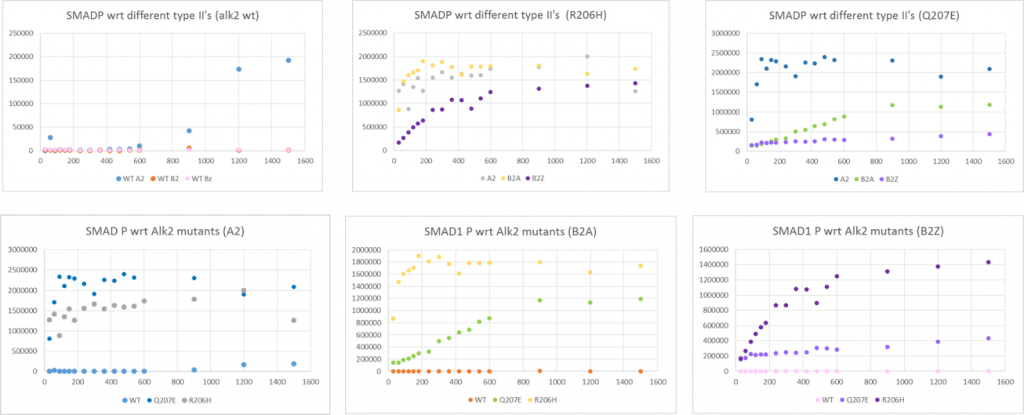 SMADP wrt different type II's (alk2 wt)
250000
200000
150000
100000
50000
0
0 200 400 600 800 1000 1200 1400 1600
WT A2 WT B2 WT Bz
SMADP wrt different type II's (R206H)
2500000
2000000
1500000
1000000
500000
0
0 200 400 600 800 1000 1200 1400 1600
A2 B2A B2Z
SMADP wrt different type II's (Q207E)
3000000
2500000
2000000
1500000
1000000
500000
0
0 200 400 600 800 1000 1200 1400 1600
A2 B2A B2Z
SMAD P wrt Alk2 mutants (A2)
3000000
2500000
2000000
1500000
1000000
500000
0
0 200 400 600 800 1000 1200 1400 1600
WT Q207E R206H
SMAD1 P wrt Alk2 mutants (B2A)
2000000
1800000
1600000
1400000
1200000
1000000
800000
600000
400000
200000
0
0 200 400 600 800 1000 1200 1400 1600
WT Q207E R206H
SMAD1 P wrt Alk2 mutants (B2Z)
1600000
1400000
1200000
1000000
800000
600000
400000
200000
0
0 200 400 600 800 1000 1200 1400 1600
WT Q207E R206H